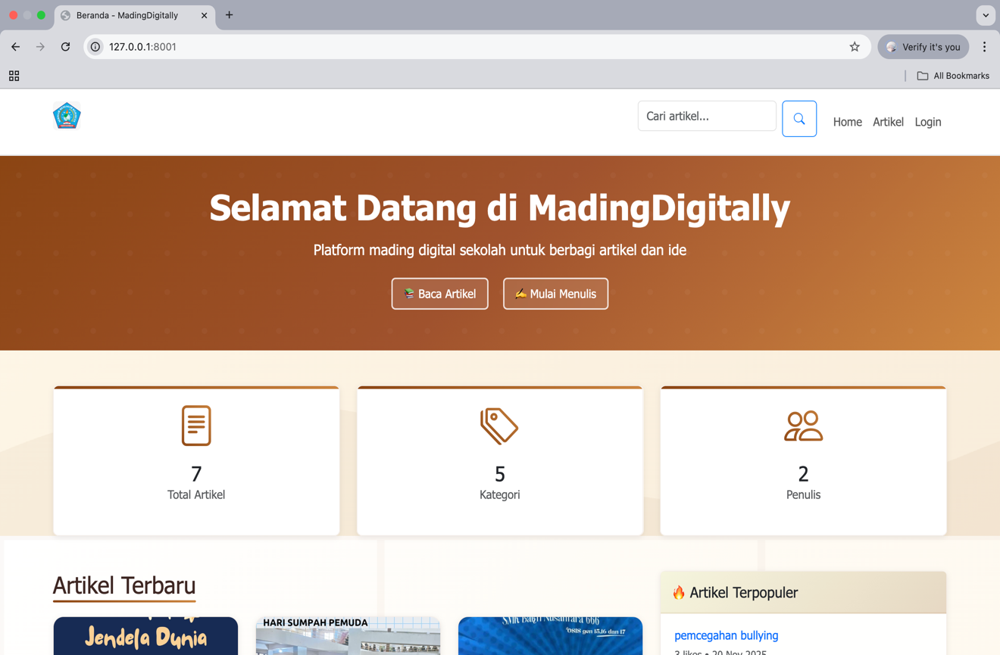 Beranda - MadingDigitally
127.0.0.1:8001
Verify it's you
All Bookmarks
Cari artikel...
Home
Artikel
Login
Selamat Datang di MadingDigitally
Platform mading digital sekolah untuk berbagi artikel dan ide
Baca Artikel
Mulai Menulis
7
Total Artikel
5
Kategori
2
Penulis
Artikel Terbaru
Jendela Dunia
HARI SUMPAH PEMUDA
SMK Bakti Nusantara 666
OSIS gen 15,16 dan 17
Artikel Terpopuler
pemcegahan bullying
3 likes • 20 Nov 2025